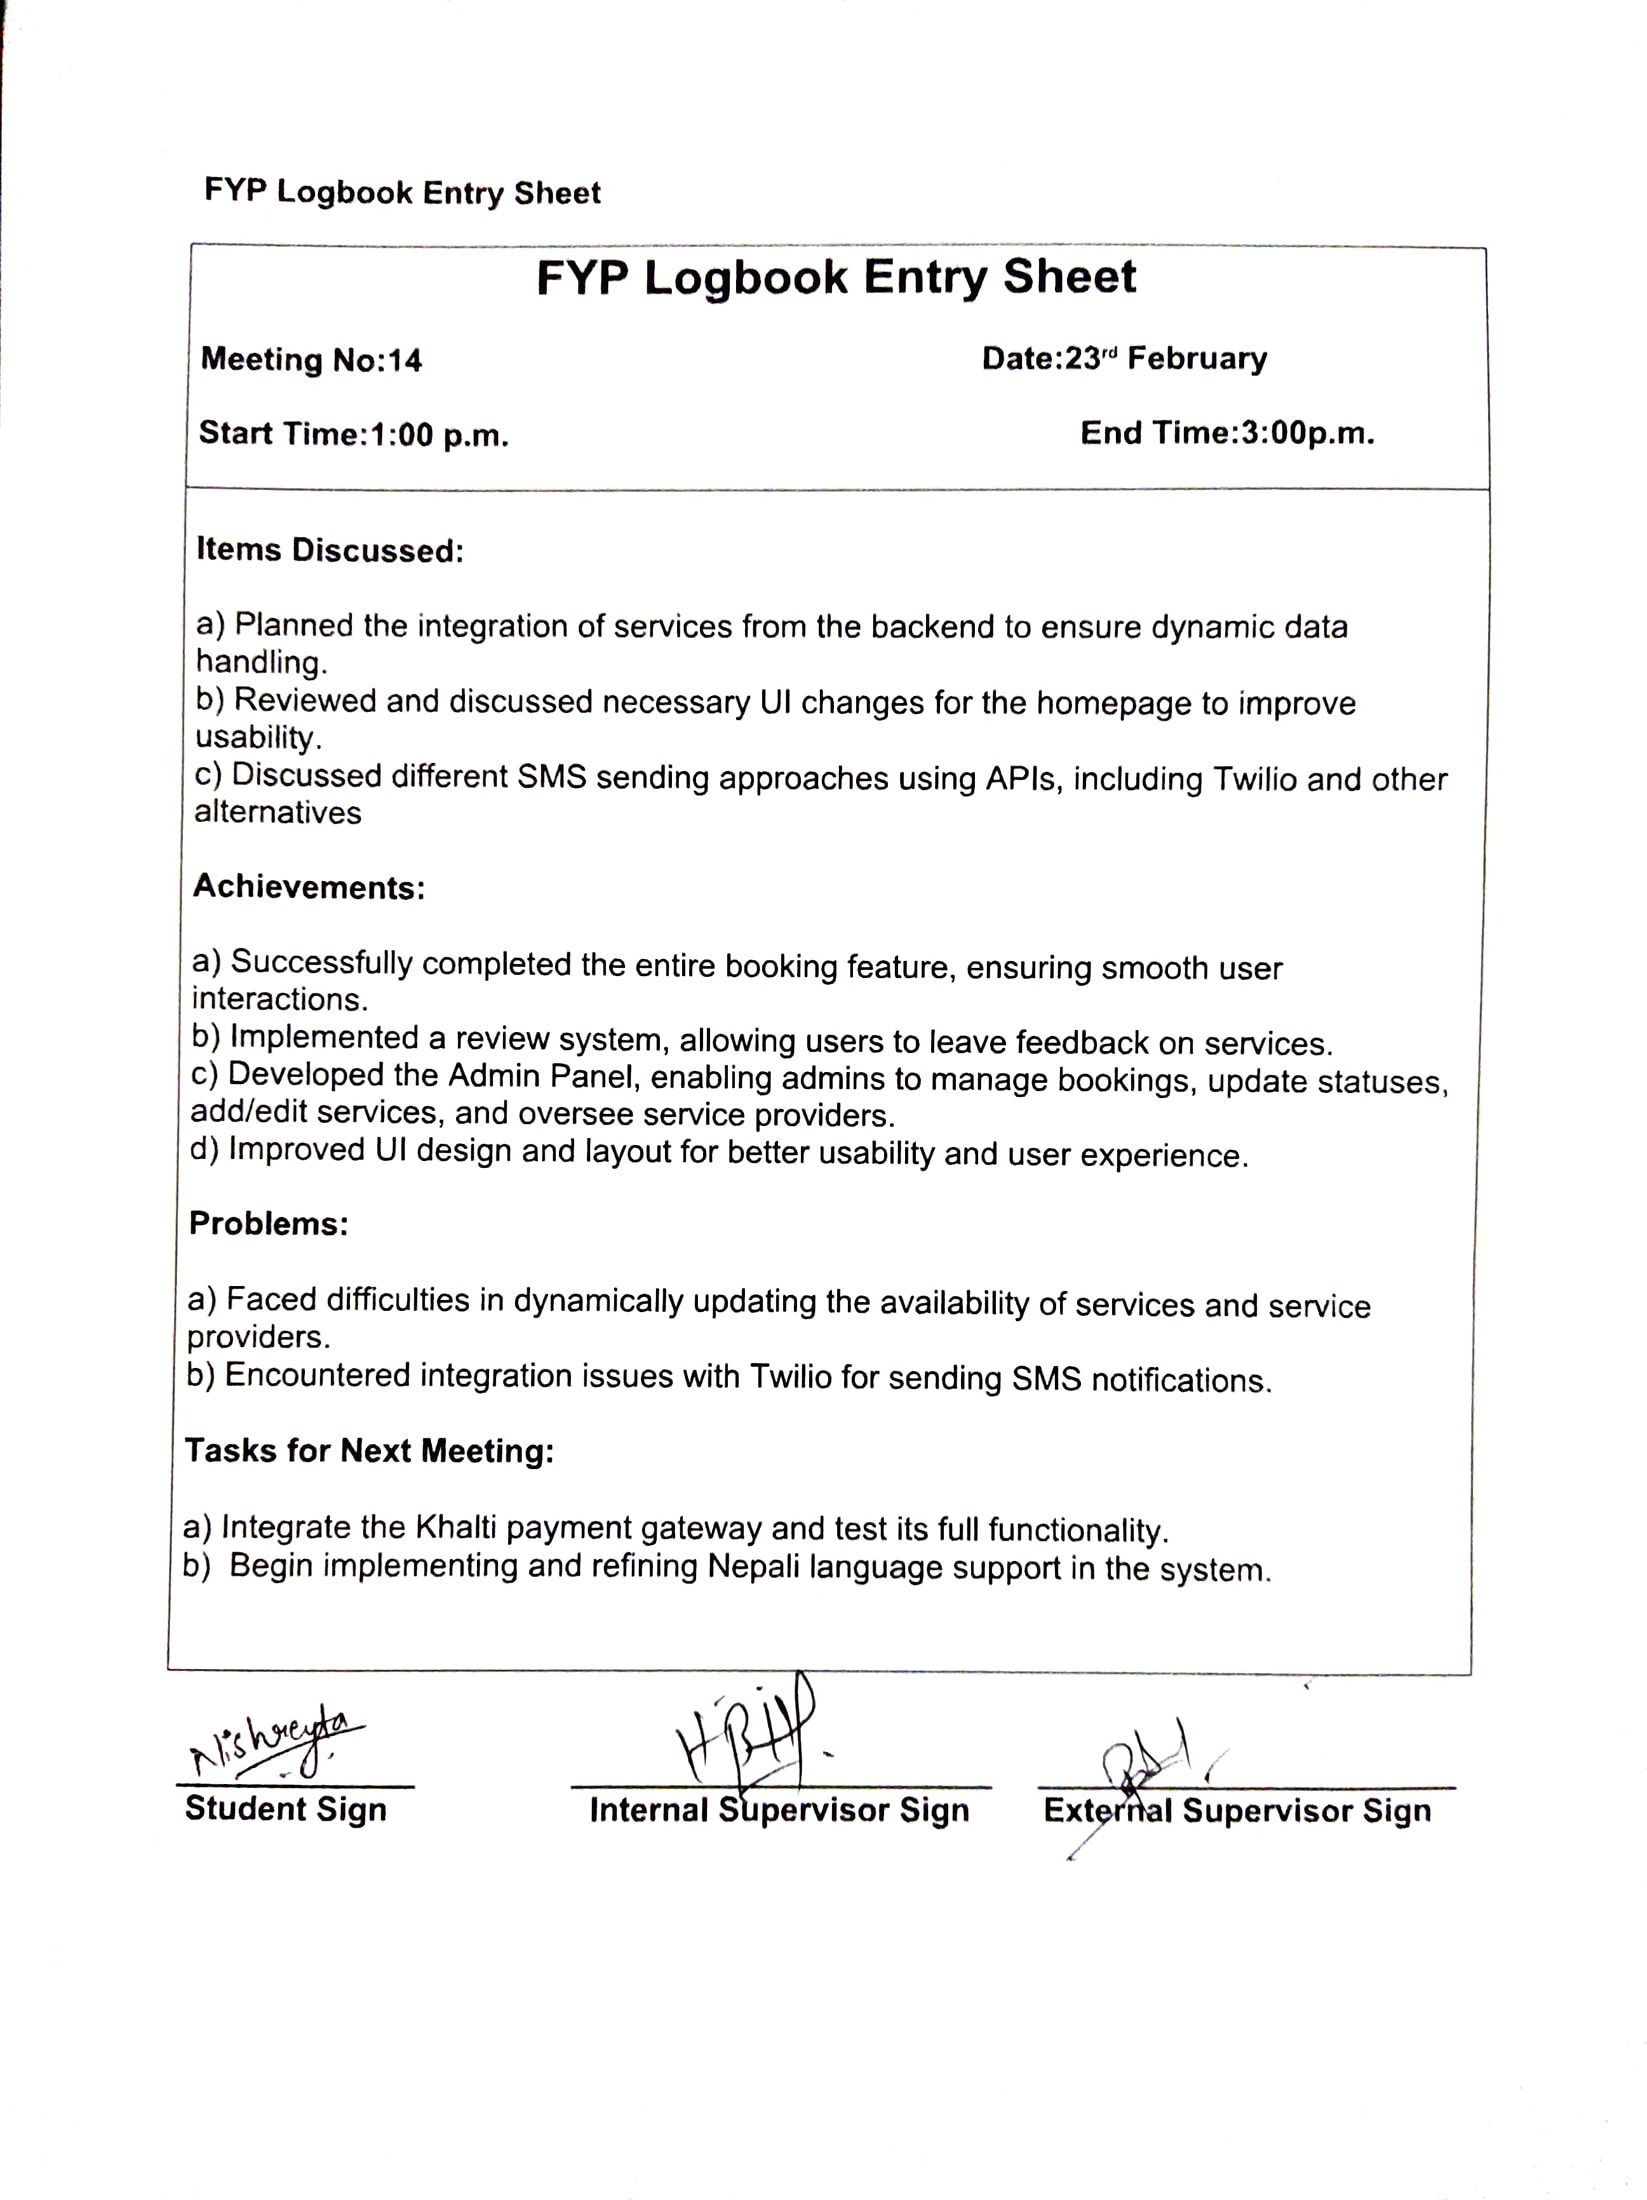 FYP Logbook Entry Sheet
FYP Logbook Entry Sheet
Meeting No:14 Date:23rd February
Start Time:1:00 p.m. End Time:3:00p.m.
Items Discussed:
a) Planned the integration of services from the backend to ensure dynamic data
handling.
b) Reviewed and discussed necessary UI changes for the homepage to improve
usability.
c) Discussed different SMS sending approaches using APIs, including Twilio and other
alternatives
Achievements:
a) Successfully completed the entire booking feature, ensuring smooth user
interactions.
b) Implemented a review system, allowing users to leave feedback on services.
c) Developed the Admin Panel, enabling admins to manage bookings, update statuses,
add/edit services, and oversee service providers.
d) Improved UI design and layout for better usability and user experience.
Problems:
a) Faced difficulties in dynamically updating the availability of services and service
providers.
b) Encountered integration issues with Twilio for sending SMS notifications.
Tasks for Next Meeting:
a) Integrate the Khalti payment gateway and test its full functionality.
b) Begin implementing and refining Nepali language support in the system.
Nishreyta
Student Sign Internal Supervisor Sign External Supervisor Sign